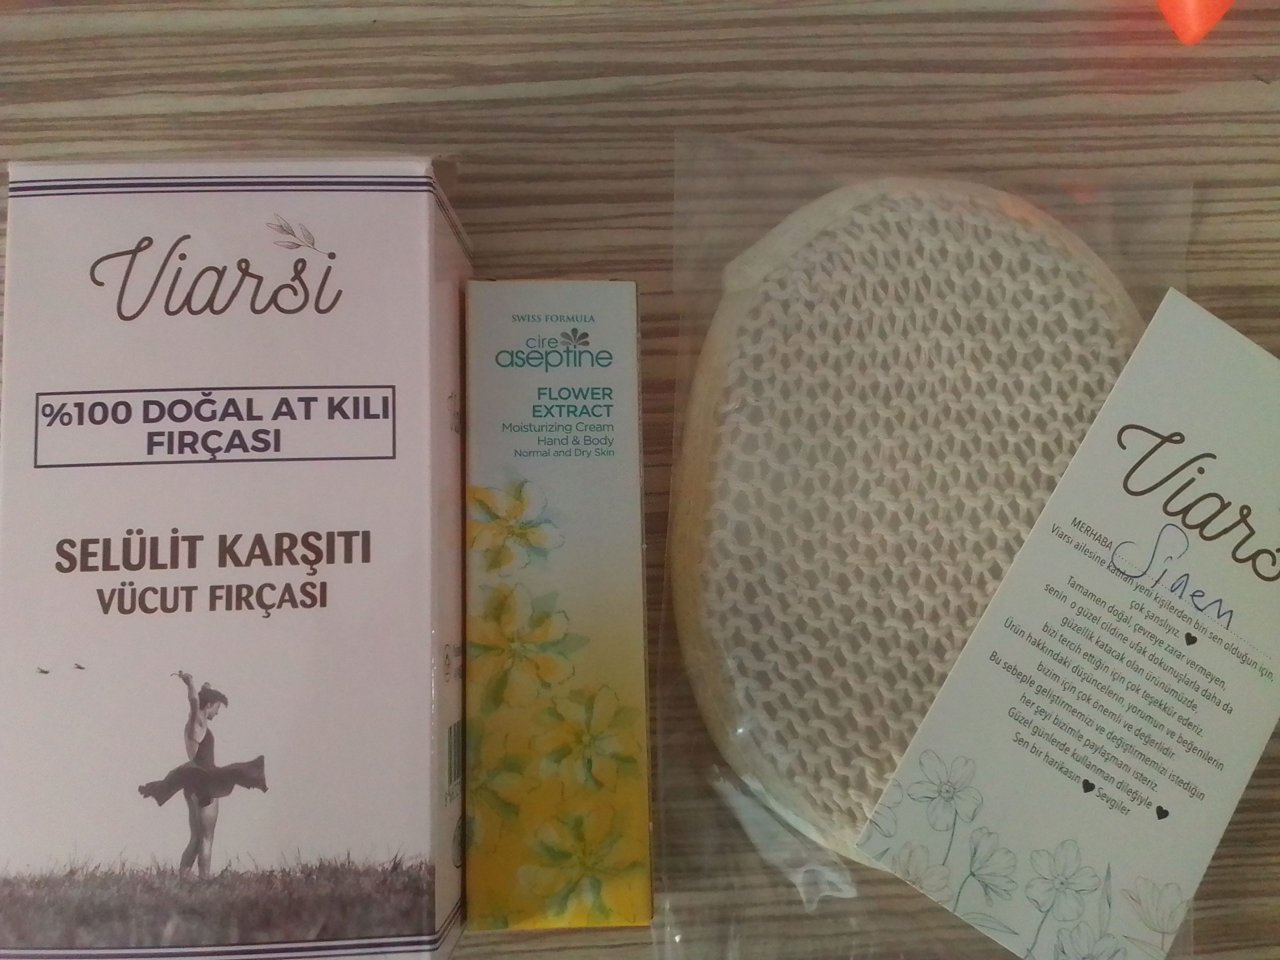 Viarsi
%100 DOĞAL AT KILI
FIRÇASI
SELÜLİT KARŞITI
VÜCUT FIRÇASI
SWISS FORMULA
cire
aseptine
FLOWER
EXTRACT
Moisturizing Cream
Hand & Body
Normal and Dry Skin
Viarsi
MERHABA Sinem
Viarsi ailesine katılan yeni kişilerden biri sen olduğun için,
çok şanslıyız. ♥
Tamamen doğal, çevreye zarar vermeyen,
senin o güzel cildine ufak dokunuşlarla daha da
güzellik katacak olan ürünümüzde,
bizi tercih ettiğin için çok teşekkür ederiz.
Ürün hakkındaki düşüncelerin, yorumun ve beğenilerin
bizim için çok önemli ve değerlidir.
Bu sebeple geliştirmemizi ve değiştirmemizi istediğin
her şeyi bizimle paylaşmanı isteriz.
Güzel günlerde kullanman dileğiyle ♥
Sen bir harikasın ♥ Sevgiler